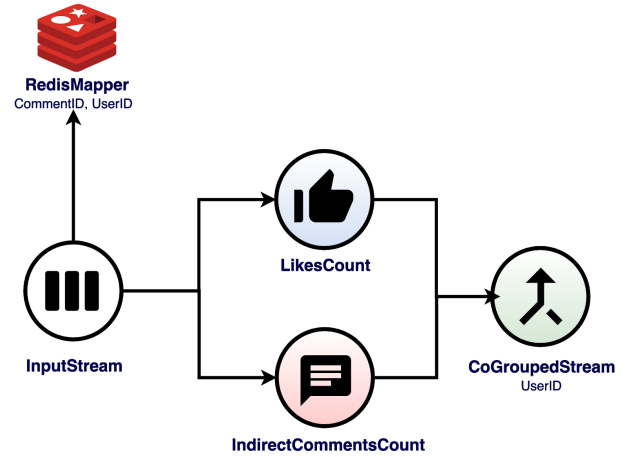 RedisMapper
CommentID, UserID
LikesCount
InputStream
CoGroupedStream
UserID
IndirectCommentsCount